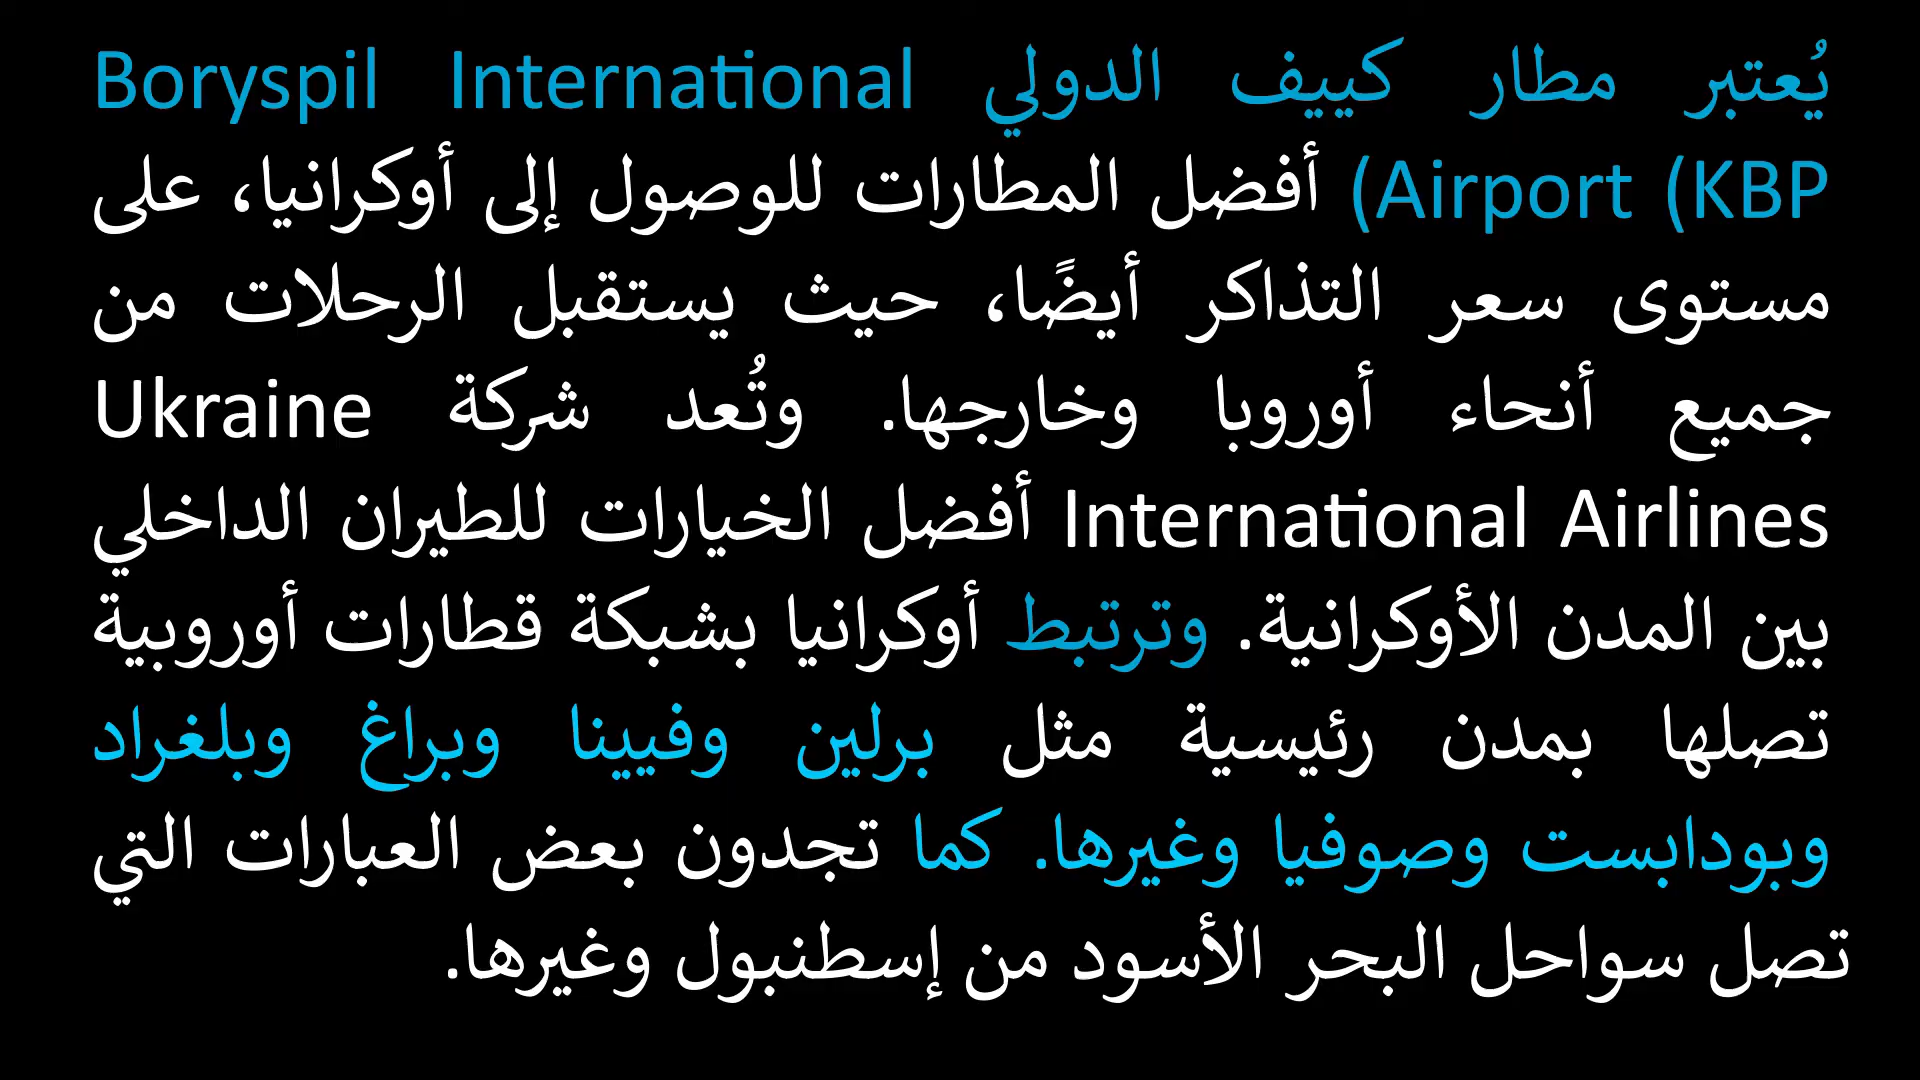 يُعتبر مطار كييف الدولي Boryspil International
Airport (KBP) أفضل المطارات للوصول إلى أوكرانيا، على
مستوى سعر التذاكر أيضًا، حيث يستقبل الرحلات من
جميع أنحاء أوروبا وخارجها. وتُعد شركة Ukraine
International Airlines أفضل الخيارات للطيران الداخلي
بين المدن الأوكرانية. وترتبط أوكرانيا بشبكة قطارات أوروبية
تصلها بمدن رئيسية مثل برلين وفيينا وبراغ وبلغراد
وبودابست وصوفيا وغيرها. كما تجدون بعض العبارات التي
تصل سواحل البحر الأسود من إسطنبول وغيرها.